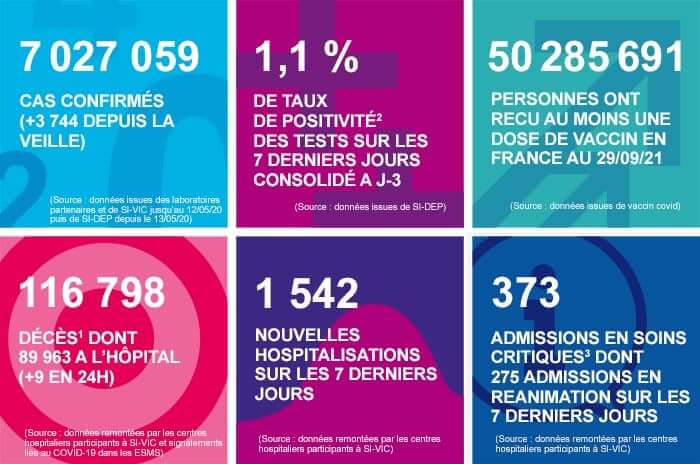 7 027 059
CAS CONFIRMÉS
(+3 744 DEPUIS LA
VEILLE)
(Source : données issues des laboratoires
partenaires et de SI-VIC jusqu'au 12/05/20
puis de SI-DEP depuis le 13/05/20)
1,1 %
DE TAUX
DE POSITIVITÉ²
DES TESTS SUR LES
7 DERNIERS JOURS
CONSOLIDÉ A J-3
(Source : données issues de SI-DEP)
50 285 691
PERSONNES ONT
RECU AU MOINS UNE
DOSE DE VACCIN EN
FRANCE AU 29/09/21
(Source : données issues de vaccin covid)
116 798
DÉCÈS¹ DONT
89 963 A L'HÔPITAL
(+9 EN 24H)
(Source : données remontées par les centres
hospitaliers participants à SI-VIC et signalements
liés au COVID-19 dans les ESMS)
1 542
NOUVELLES
HOSPITALISATIONS
SUR LES 7 DERNIERS
JOURS
(Source : données remontées par les centres
hospitaliers participants à SI-VIC)
373
ADMISSIONS EN SOINS
CRITIQUES³ DONT
275 ADMISSIONS EN
REANIMATION SUR LES
7 DERNIERS JOURS
(Source : données remontées par les centres
hospitaliers participants à SI-VIC)